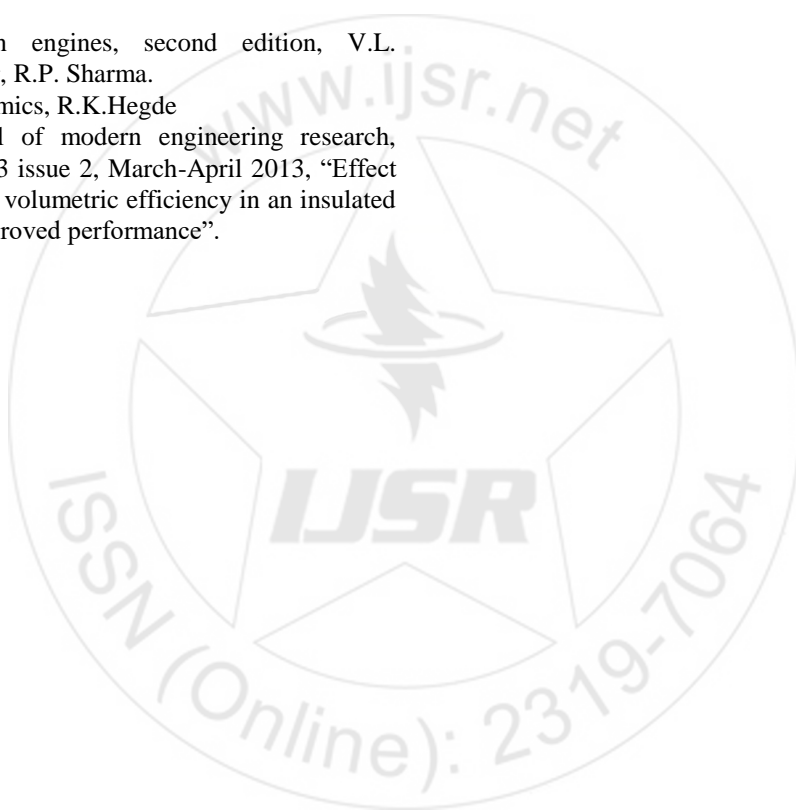 engines, second edition, V.L.
, R.P. Sharma.
mics, R.K.Hegde
of modern engineering research,
3 issue 2, March-April 2013, “Effect
volumetric efficiency in an insulated
roved performance”.
www.ijsr.net
IJSR
ISSN (Online): 2319-7064